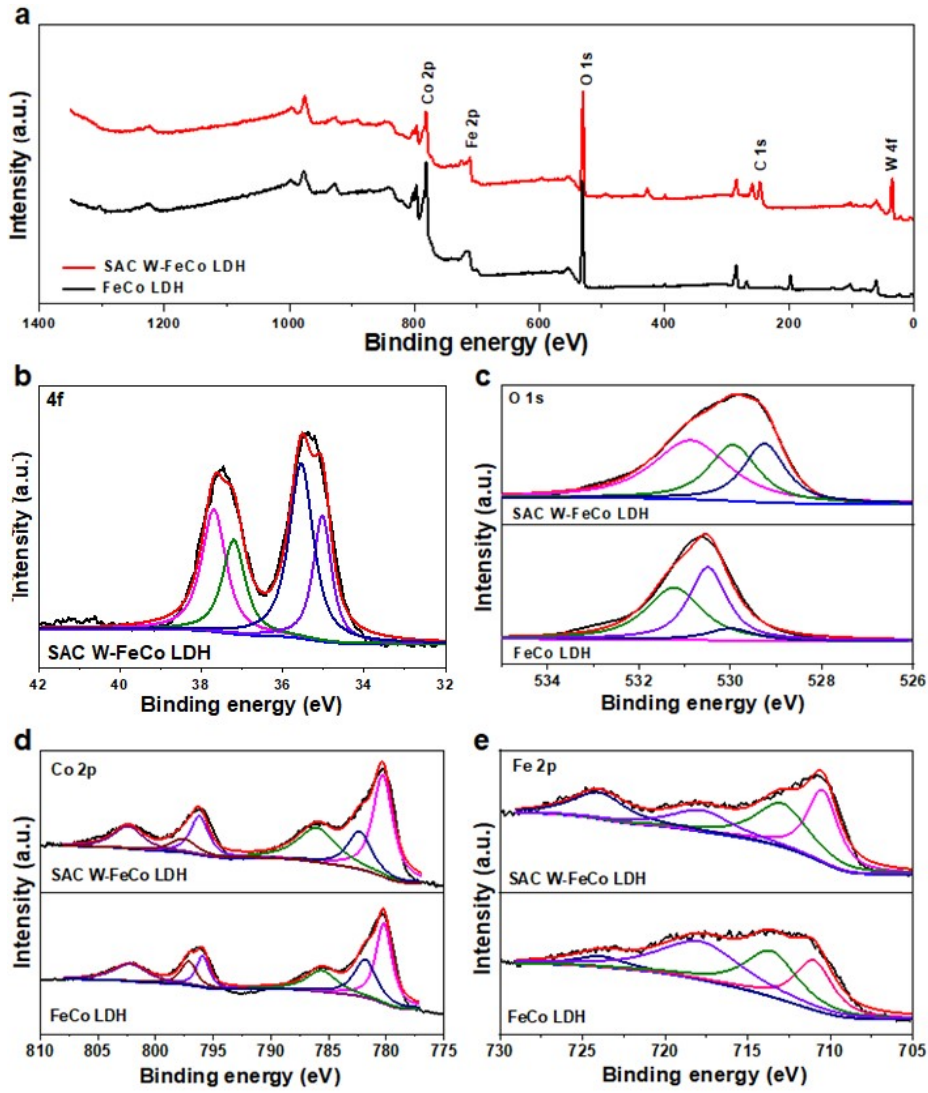 a
Intensity (a.u.)
Co 2p
Fe 2p
O 1s
C 1s
W 4f
SAC W-FeCo LDH
FeCo LDH
1400 1200 1000 800 600 400 200 0
Binding energy (eV)
b
4f
Intensity (a.u.)
SAC W-FeCo LDH
42 40 38 36 34 32
Binding energy (eV)
c
O 1s
Intensity (a.u.)
SAC W-FeCo LDH
Intensity (a.u.)
FeCo LDH
534 532 530 528 526
Binding energy (eV)
d
Co 2p
Intensity (a.u.)
SAC W-FeCo LDH
Intensity (a.u.)
FeCo LDH
810 805 800 795 790 785 780 775
Binding energy (eV)
e
Fe 2p
Intensity (a.u.)
SAC W-FeCo LDH
Intensity (a.u.)
FeCo LDH
730 725 720 715 710 705
Binding energy (eV)